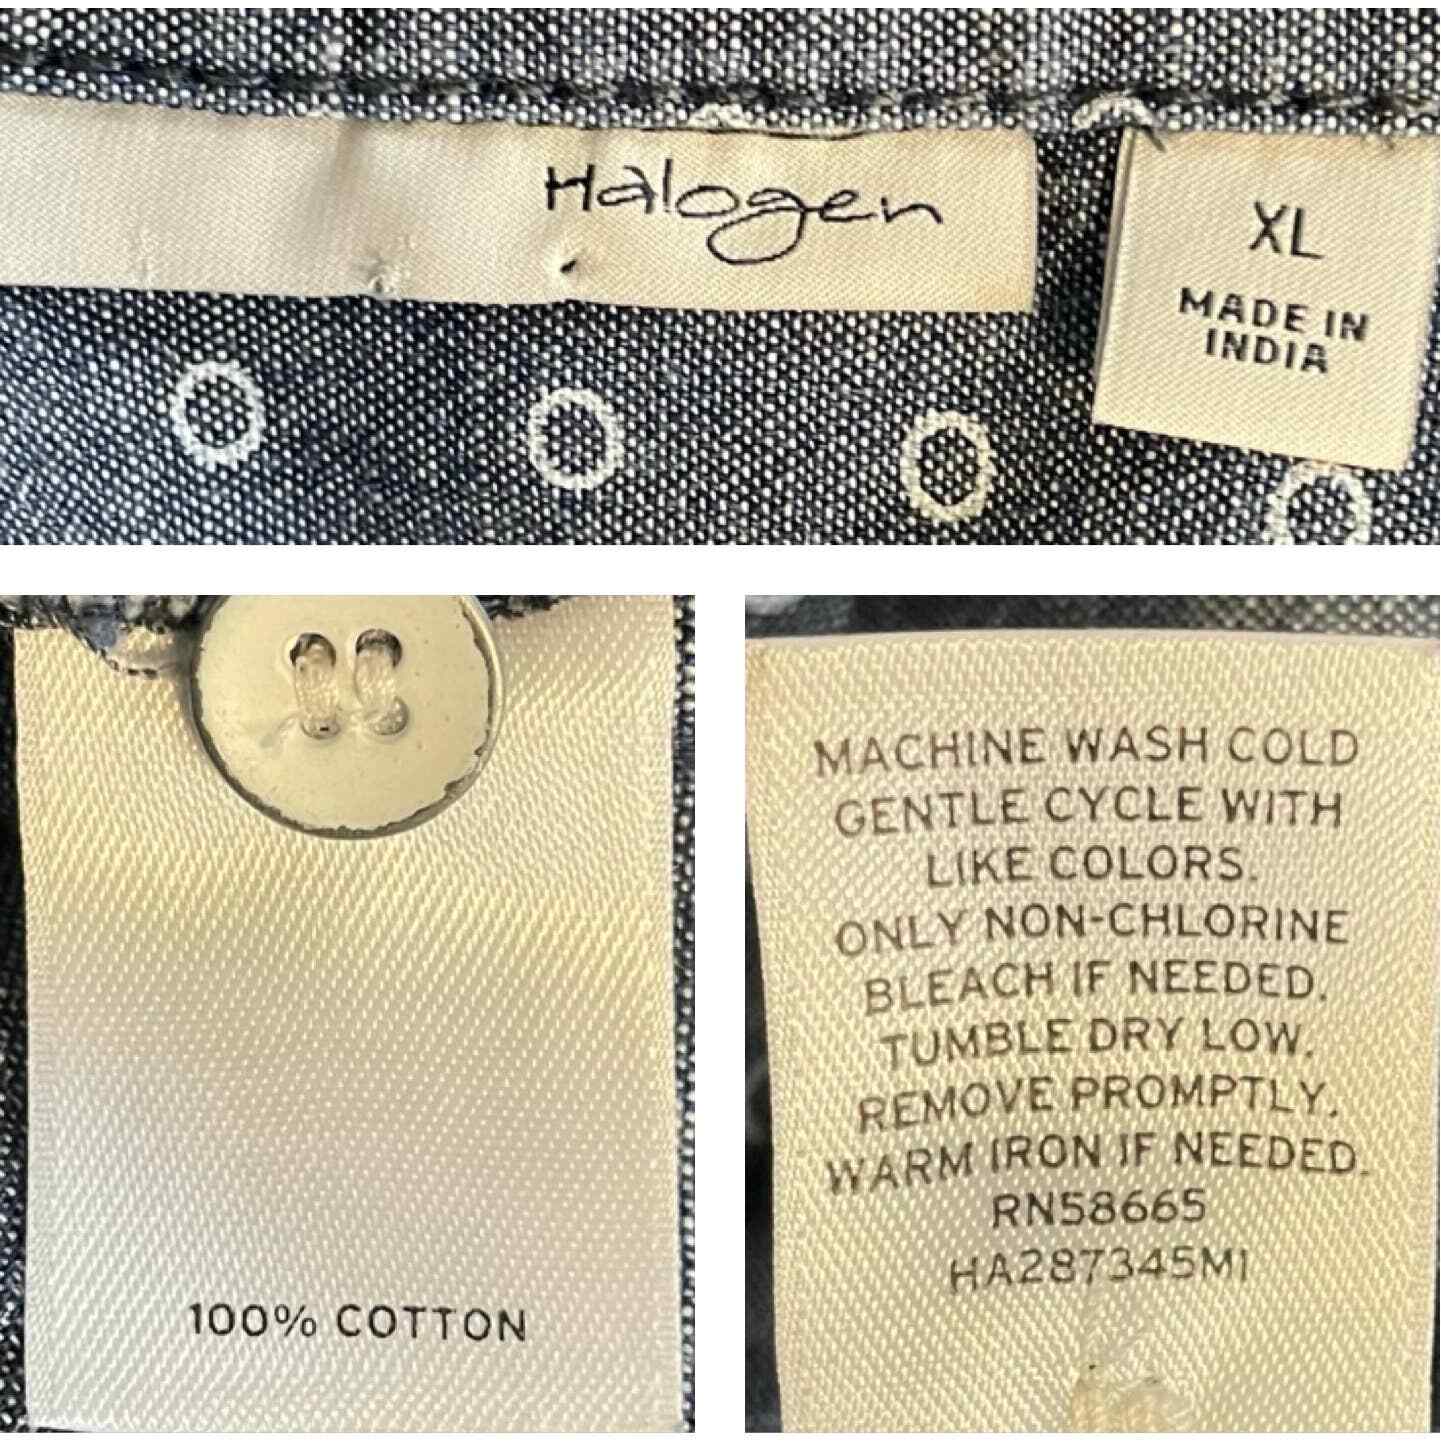 Halogen
XL
MADE IN
INDIA
100% COTTON
MACHINE WASH COLD
GENTLE CYCLE WITH
LIKE COLORS.
ONLY NON-CHLORINE
BLEACH IF NEEDED.
TUMBLE DRY LOW.
REMOVE PROMPTLY.
WARM IRON IF NEEDED.
RN58665
HA287345MI